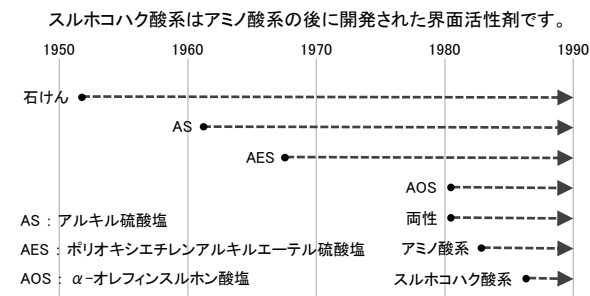 スルホコハク酸系はアミノ酸系の後に開発された界面活性剤です。
1950 1960 1970 1980 1990
石けん
AS
AES
AOS
AS : アルキル硫酸塩 両性
AES : ポリオキシエチレンアルキルエーテル硫酸塩 アミノ酸系
AOS : α-オレフィンスルホン酸塩 スルホコハク酸系